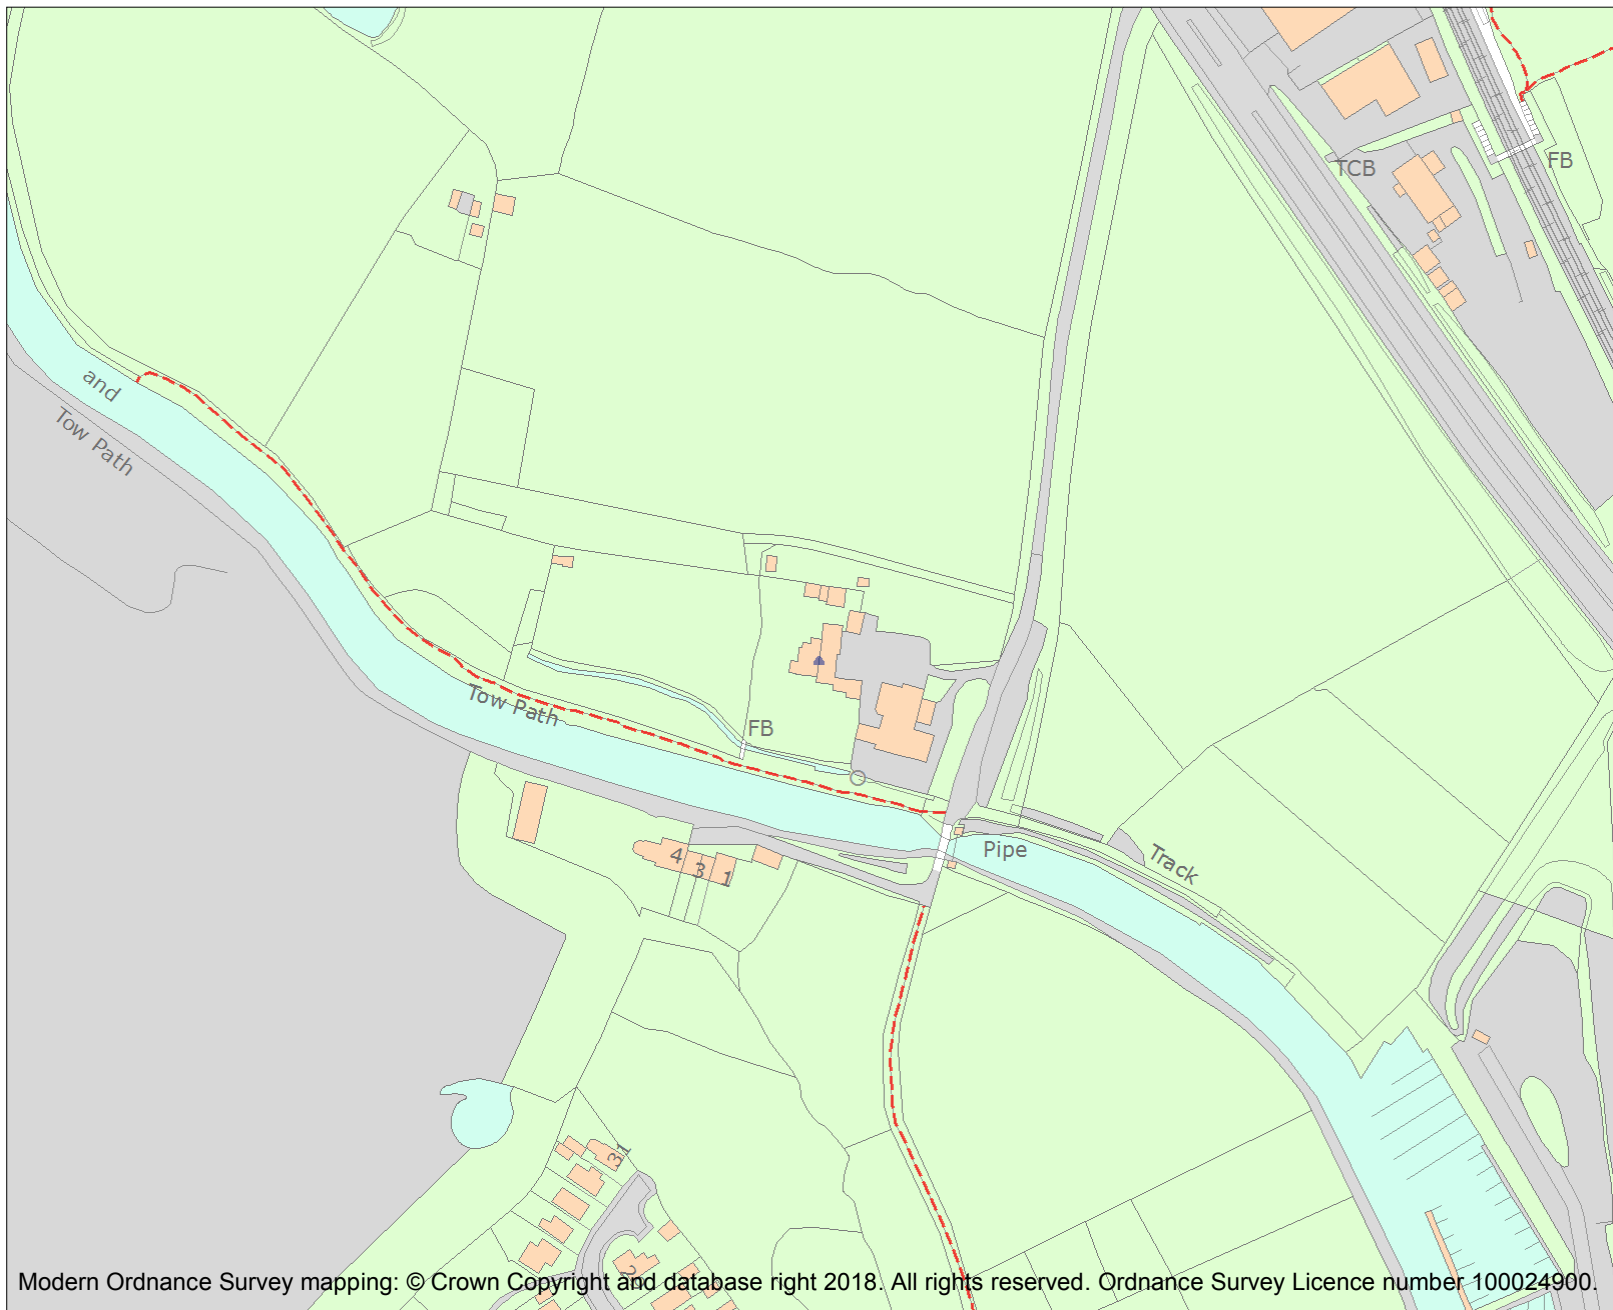 TCB
FB
and
Tow Path
Tow Path
FB
Pipe
Track
4
3
1
31
Modern Ordnance Survey mapping: © Crown Copyright and database right 2018. All rights reserved. Ordnance Survey Licence number 100024900.